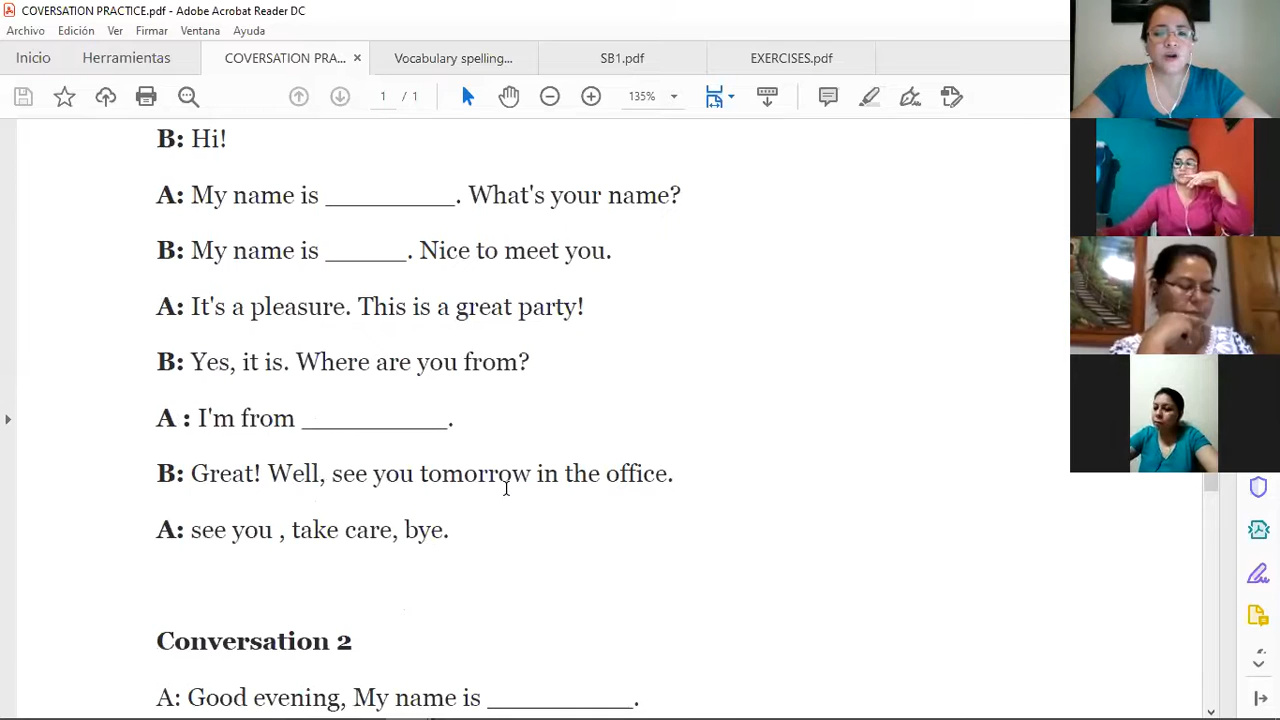 COVERSATION PRACTICE.pdf - Adobe Acrobat Reader DC
Archivo Edición Ver Firmar Ventana Ayuda
Inicio Herramientas COVERSATION PRA... × Vocabulary spelling... SB1.pdf EXERCISES.pdf
1 / 1 135%
B: Hi!
A: My name is __________. What's your name?
B: My name is ______. Nice to meet you.
A: It's a pleasure. This is a great party!
B: Yes, it is. Where are you from?
A : I'm from ___________.
B: Great! Well, see you tomorrow in the office.
A: see you , take care, bye.
Conversation 2
A: Good evening, My name is ___________.